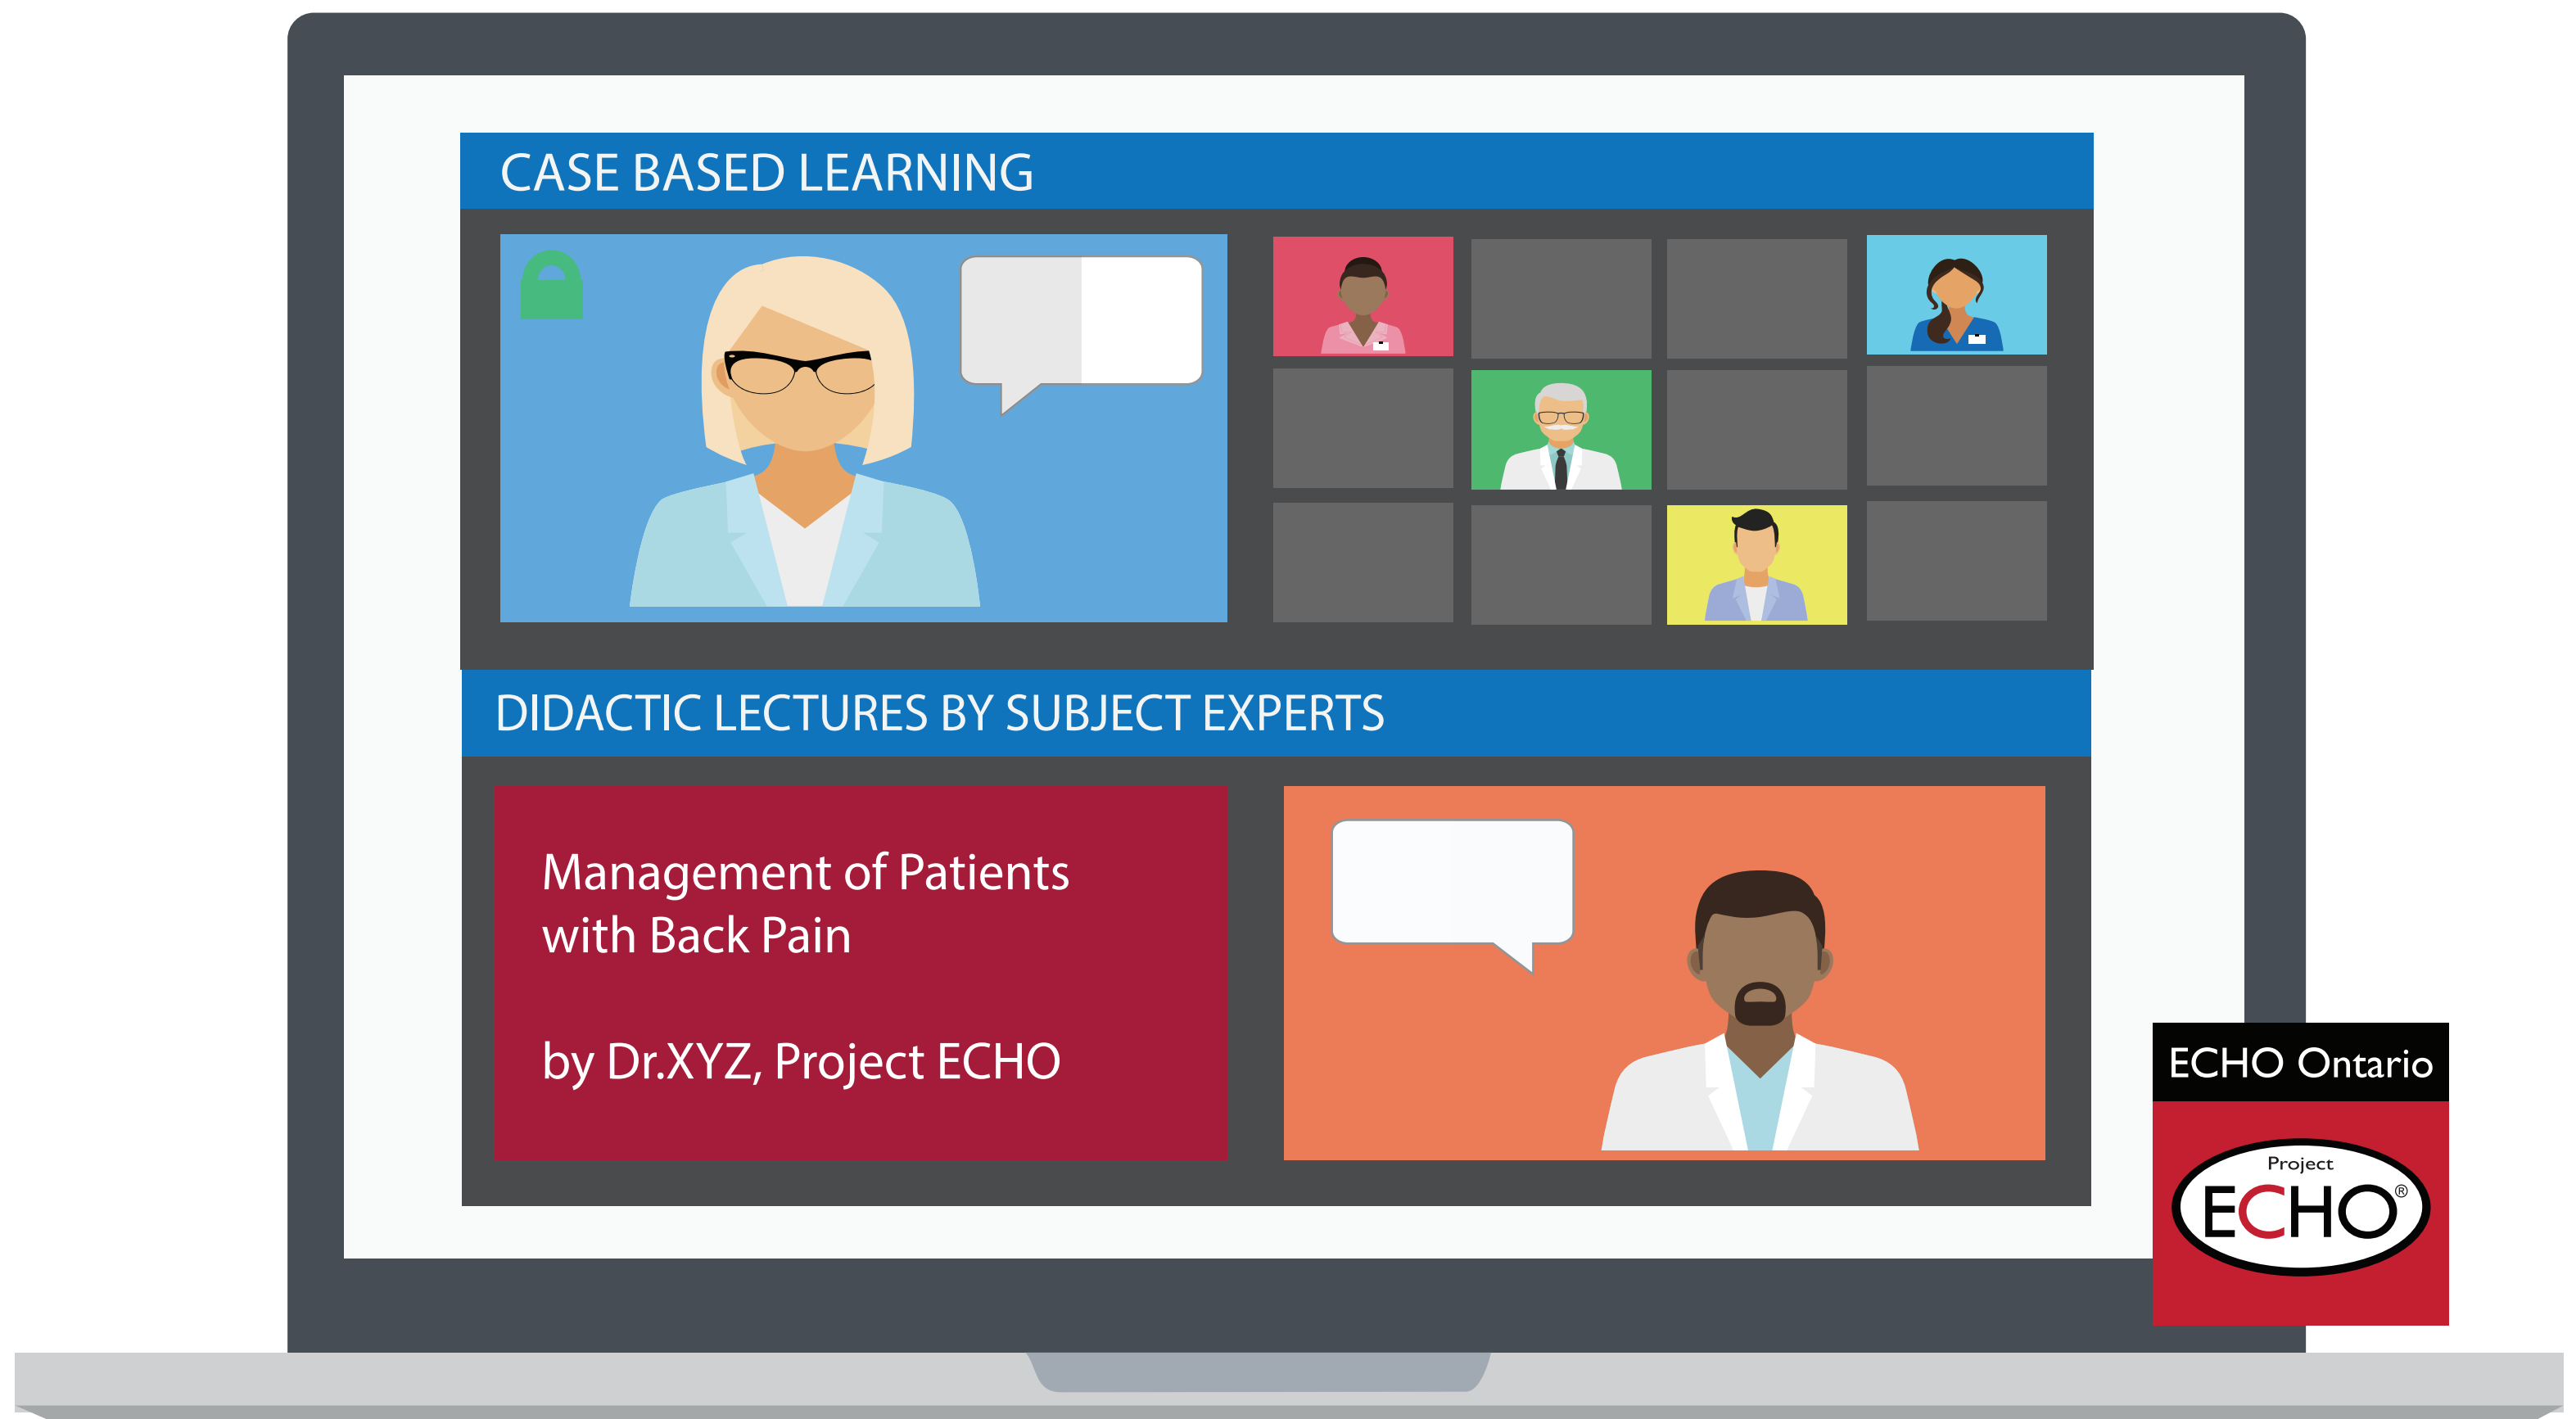 CASE BASED LEARNING
DIDACTIC LECTURES BY SUBJECT EXPERTS
Management of Patients
with Back Pain
by Dr.XYZ, Project ECHO
ECHO Ontario
Project
ECHO®